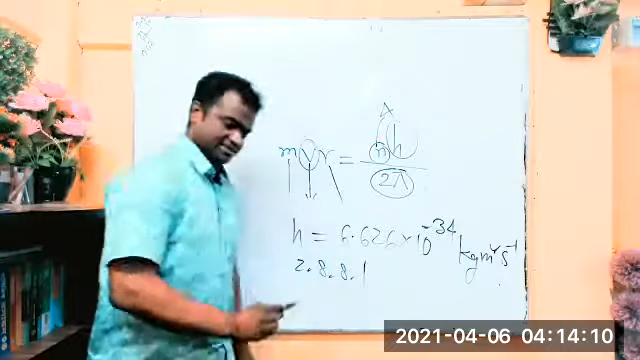 mvr = nh / 2π
h = 6.626×10⁻³⁴ kgm²s⁻¹
2.8.8.1
2021-04-06 04:14:10